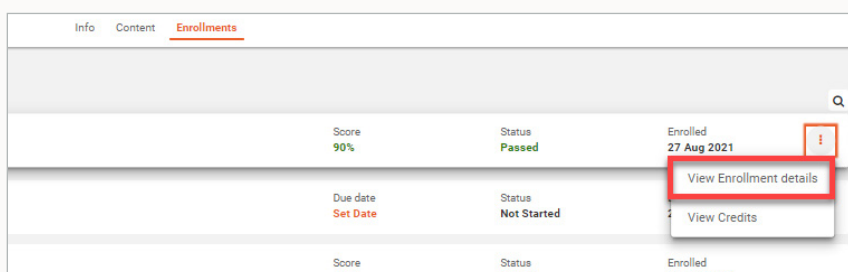 Info Content Enrollments
Score Status Enrolled
90% Passed 27 Aug 2021
View Enrollment details
Due date Status
Set Date Not Started
View Credits
Score Status Enrolled